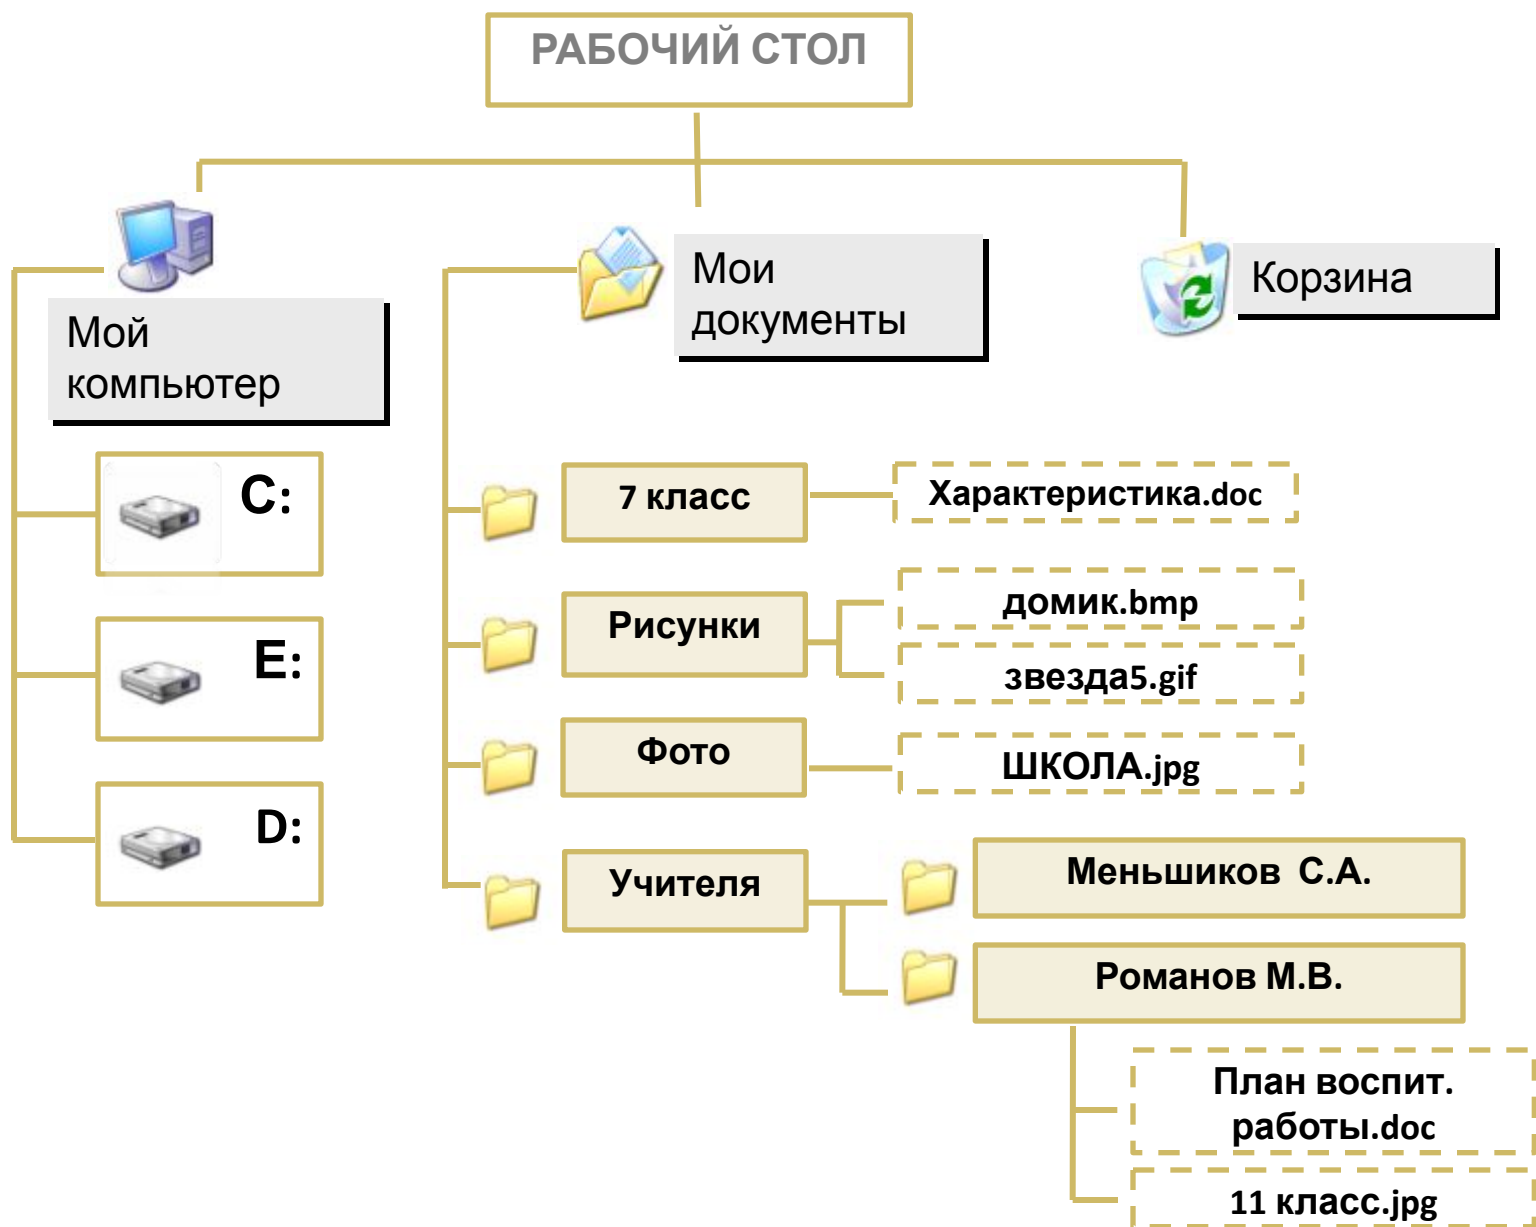 РАБОЧИЙ СТОЛ
Мой
компьютер
C:
E:
D:
Мои
документы
7 класс
Характеристика.doc
Рисунки
домик.bmp
звезда5.gif
Фото
ШКОЛА.jpg
Учителя
Меньшиков С.А.
Романов М.В.
План воспит.
работы.doc
11 класс.jpg
Корзина